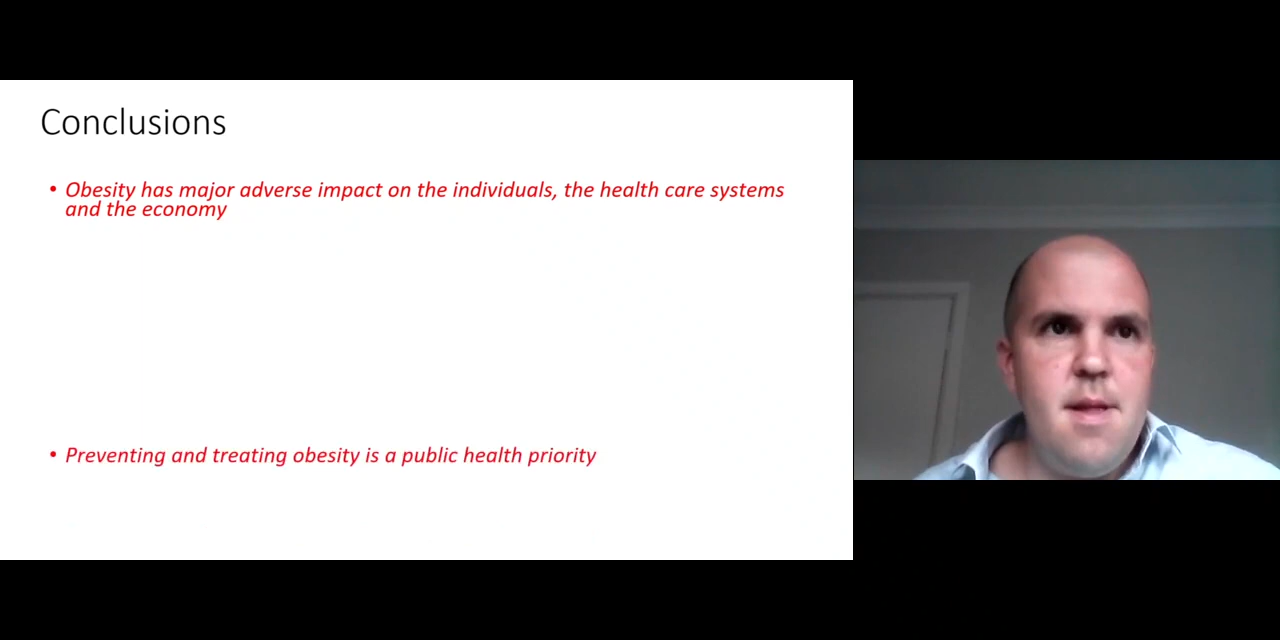 Conclusions
• Obesity has major adverse impact on the individuals, the health care systems
and the economy
• Preventing and treating obesity is a public health priority